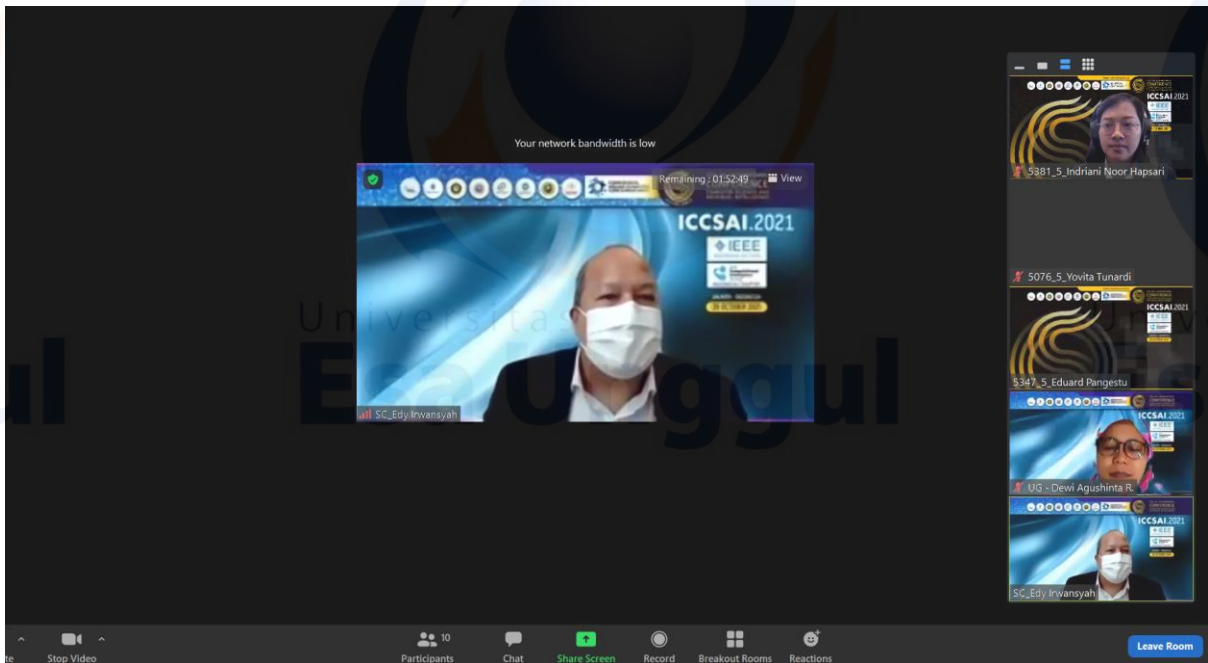 Your network bandwidth is low
Remaining : 01:52:49
View
CONFERENCE
ICCSAI.2021
IEEE
SC_Edy Irwansyah
ICCSAI.2021
5381_5_Indriani Noor Hapsari
5076_5_Yovita Tunardi
ICCSAI.2021
5347_5_Eduard Pangestu
ICCSAI.2021
UG - Dewi Agushinta R.
ICCSAI.2021
SC_Edy Irwansyah
Universitas
Esa Unggul
ul
Stop Video
Participants
10
Chat
Share Screen
Record
Breakout Rooms
Reactions
Leave Room